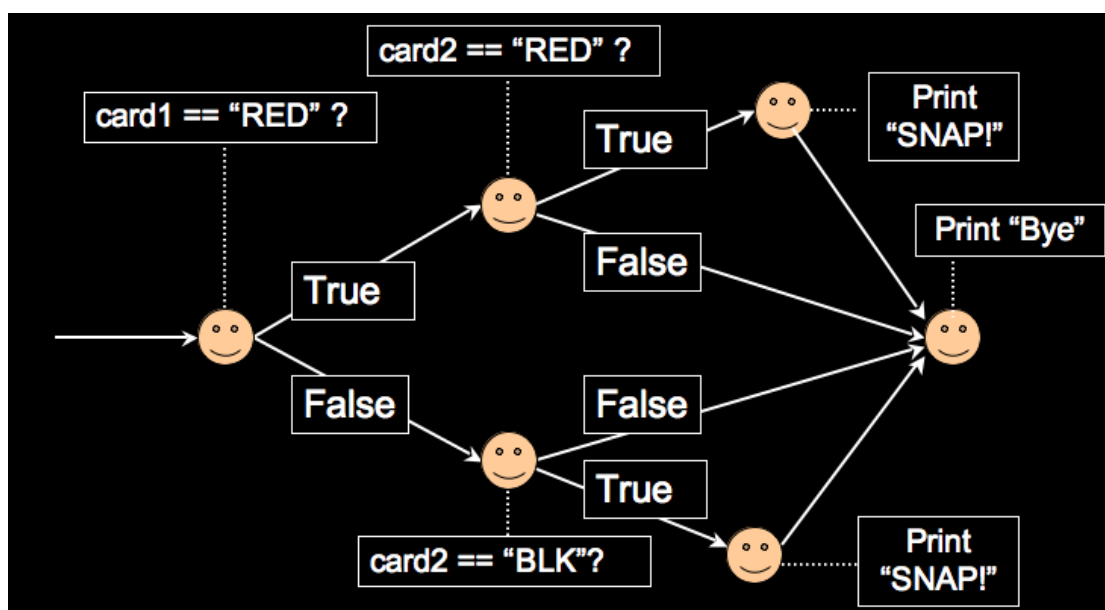 card2 == “RED” ?
card1 == “RED” ?
Print
“SNAP!”
True
Print “Bye”
False
True
False
False
True
card2 == “BLK”?
Print
“SNAP!”